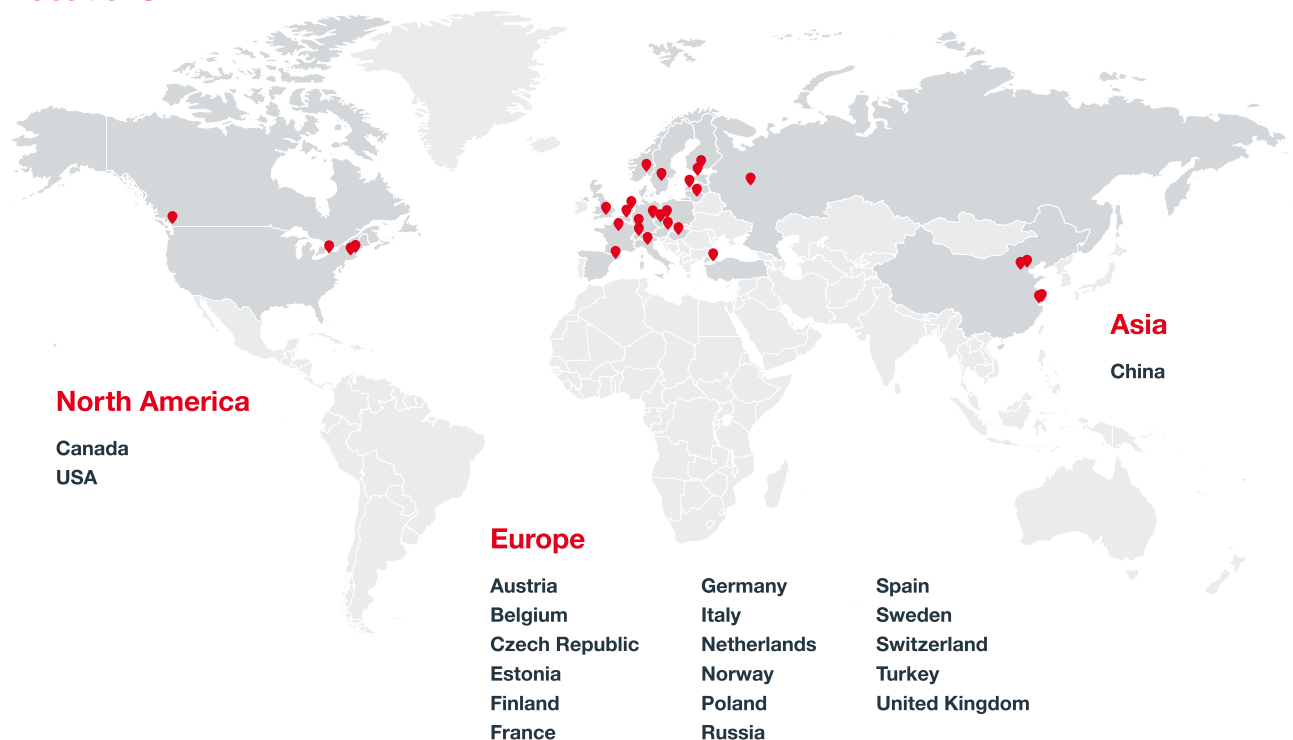 North America
Canada
USA
Asia
China
Europe
Austria
Belgium
Czech Republic
Estonia
Finland
France
Germany
Italy
Netherlands
Norway
Poland
Russia
Spain
Sweden
Switzerland
Turkey
United Kingdom